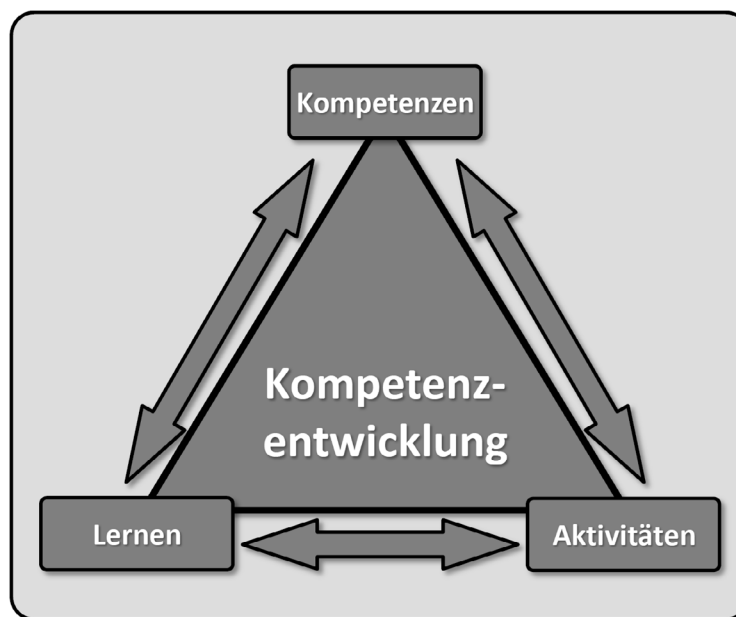 Kompetenzen
Kompetenz-
entwicklung
Lernen
Aktivitäten